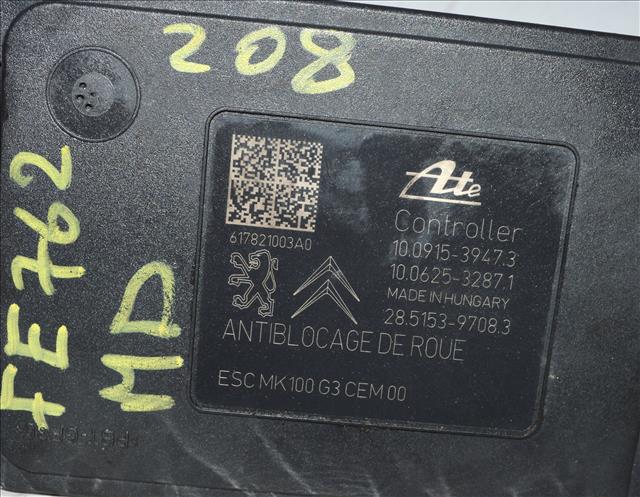 208
FE762
MD
Ate
617821003A0
Controller
10.0915-3947.3
10.0625-3287.1
MADE IN HUNGARY
28.5153-9708.3
ANTIBLOCAGE DE ROUE
ESC MK100 G3 CEM 00